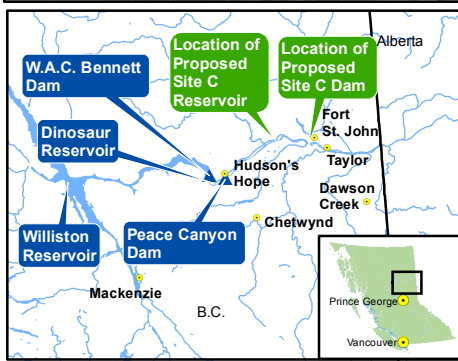 Alberta
Location of
Proposed
Site C
Reservoir
Location of
Proposed
Site C Dam
W.A.C. Bennett
Dam
Fort
St. John
Dinosaur
Reservoir
Taylor
Hudson's
Hope
Dawson
Creek
Chetwynd
Williston
Reservoir
Peace Canyon
Dam
Mackenzie
B.C.
Prince George
Vancouver